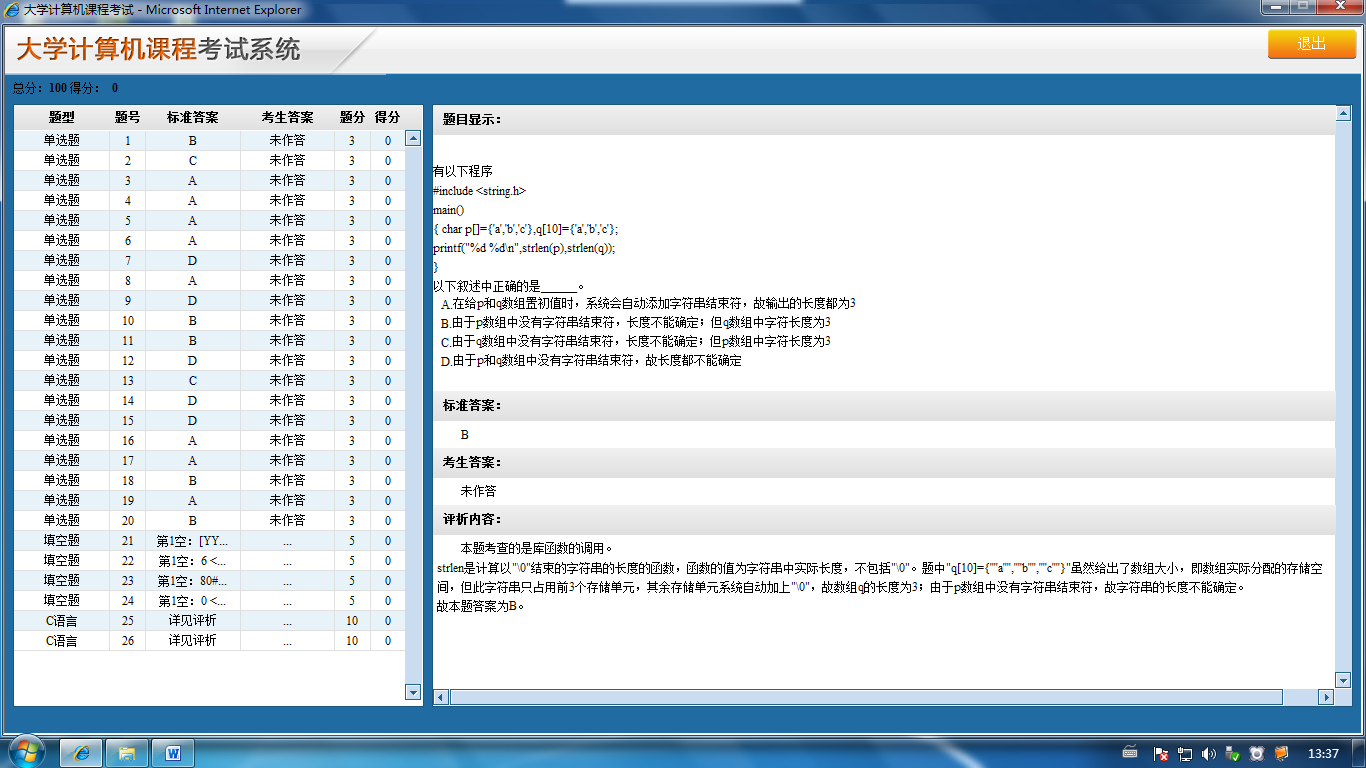 大学计算机课程考试 - Microsoft Internet Explorer
大学计算机课程考试系统
退出
总分：100 得分： 0
题型 题号 标准答案 考生答案 题分 得分
单选题 1 B 未作答 3 0
单选题 2 C 未作答 3 0
单选题 3 A 未作答 3 0
单选题 4 A 未作答 3 0
单选题 5 A 未作答 3 0
单选题 6 A 未作答 3 0
单选题 7 D 未作答 3 0
单选题 8 A 未作答 3 0
单选题 9 D 未作答 3 0
单选题 10 B 未作答 3 0
单选题 11 B 未作答 3 0
单选题 12 D 未作答 3 0
单选题 13 C 未作答 3 0
单选题 14 D 未作答 3 0
单选题 15 D 未作答 3 0
单选题 16 A 未作答 3 0
单选题 17 A 未作答 3 0
单选题 18 B 未作答 3 0
单选题 19 A 未作答 3 0
单选题 20 B 未作答 3 0
填空题 21 第1空：[YY... ... 5 0
填空题 22 第1空：6 <... ... 5 0
填空题 23 第1空：80#... ... 5 0
填空题 24 第1空：0 <... ... 5 0
C语言 25 详见评析 ... 10 0
C语言 26 详见评析 ... 10 0
题目显示：
有以下程序
#include <string.h>
main()
{ char p[]={'a','b','c'},q[10]={'a','b','c'};
printf("%d %d\n",strlen(p),strlen(q));
}
以下叙述中正确的是______。
A.在给p和q数组置初值时，系统会自动添加字符串结束符，故输出的长度都为3
B.由于p数组中没有字符串结束符，长度不能确定；但q数组中字符长度为3
C.由于q数组中没有字符串结束符，长度不能确定；但p数组中字符长度为3
D.由于p和q数组中没有字符串结束符，故长度都不能确定
标准答案：
B
考生答案：
未作答
评析内容：
本题考查的是库函数的调用。
strlen是计算以"\0"结束的字符串的长度的函数，函数的值为字符串中实际长度，不包括"\0"。题中"q[10]={""a"",""b"",""c""}"虽然给出了数组大小，即数组实际分配的存储空
间，但此字符串只占用前3个存储单元，其余存储单元系统自动加上"\0"，故数组q的长度为3；由于p数组中没有字符串结束符，故字符串的长度不能确定。
故本题答案为B。
13:37